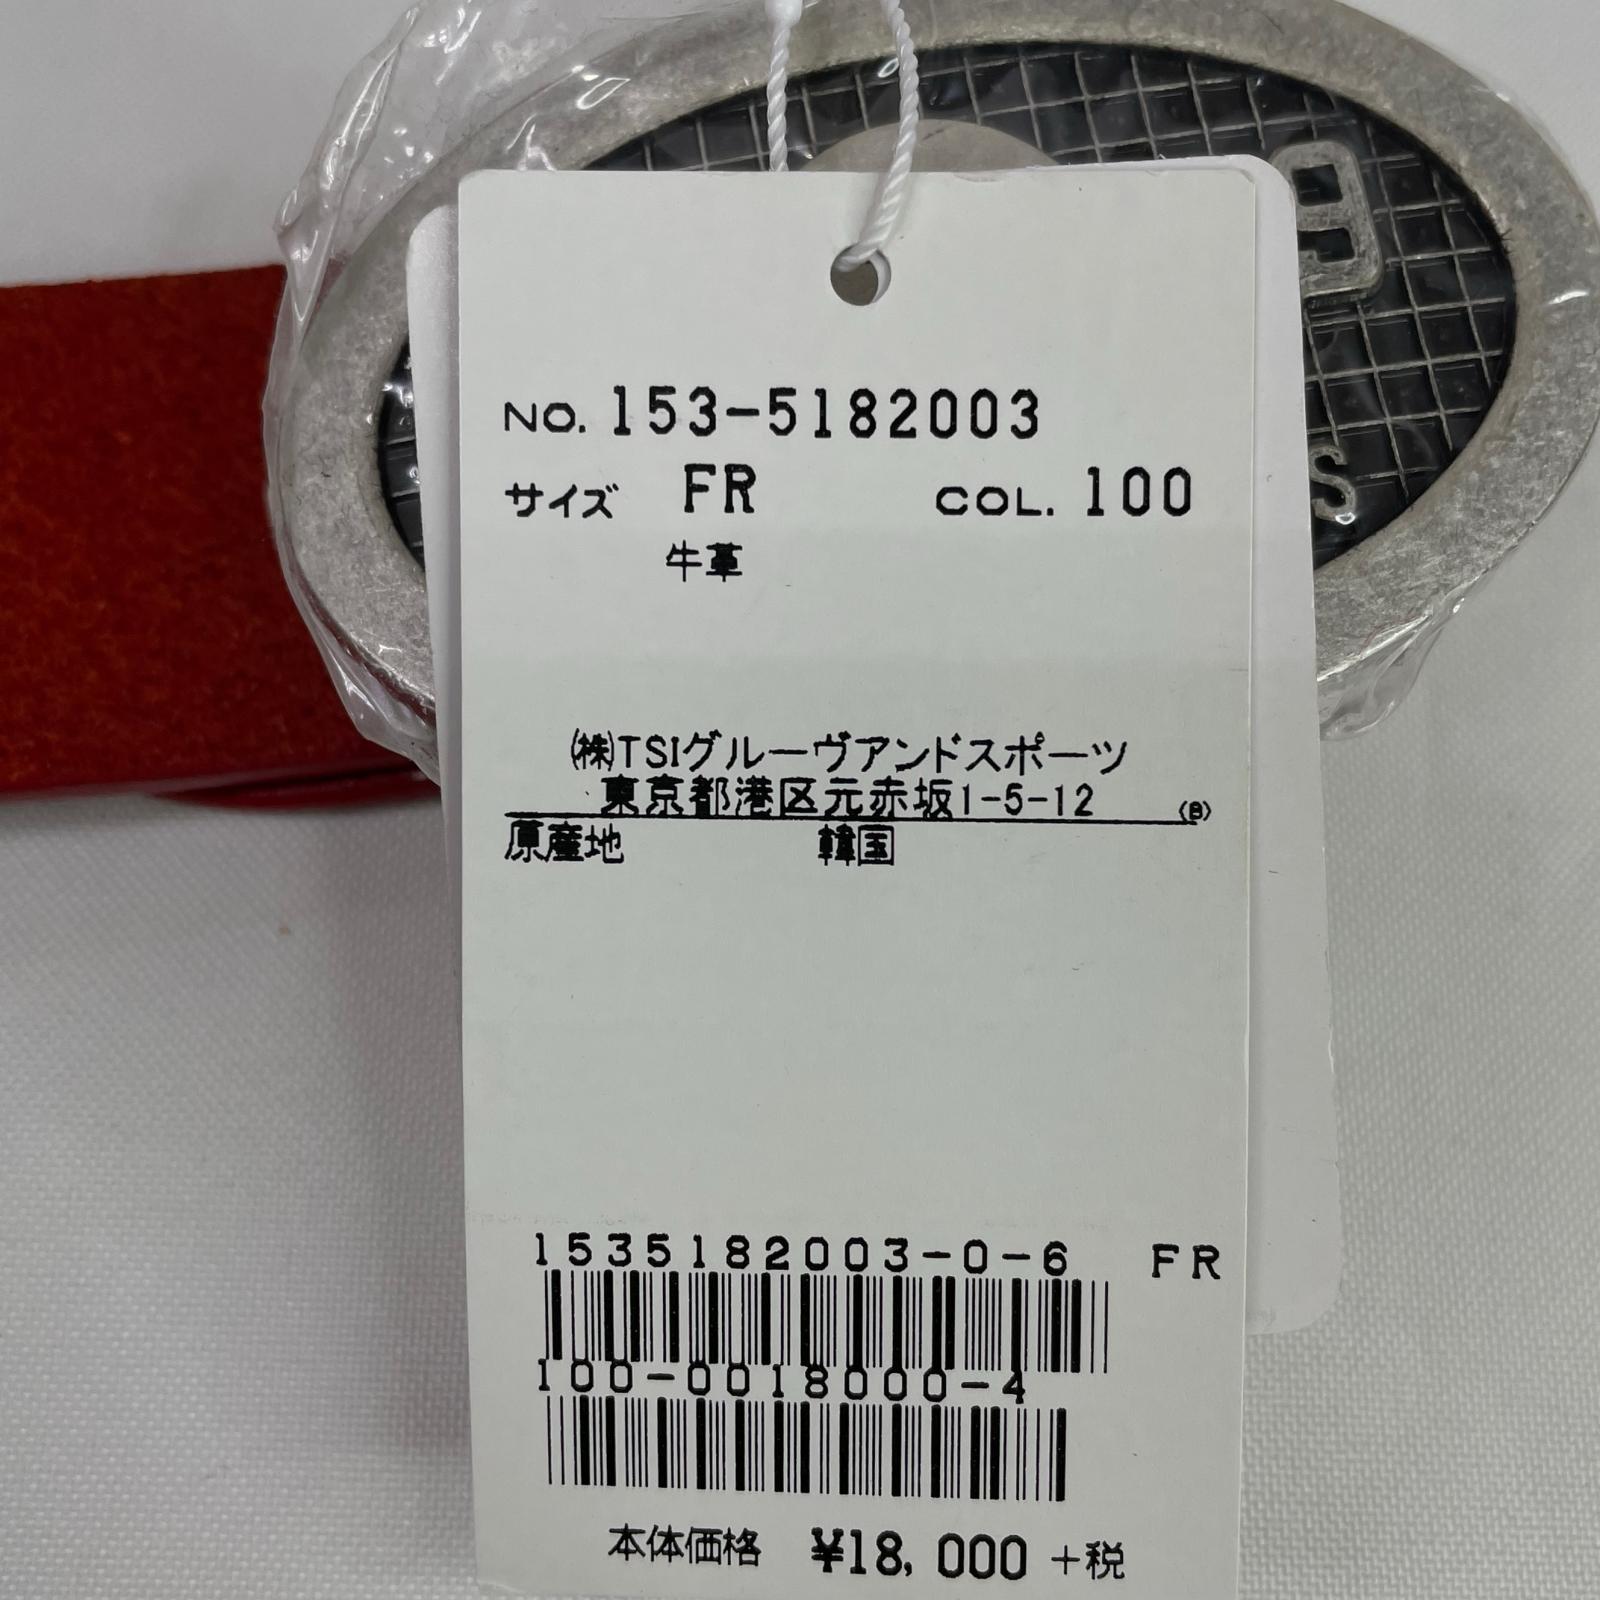 9
S
NO. 153-5182003
サイズ FR COL. 100
牛革
㈱TSIグルーヴアンドスポーツ
東京都港区元赤坂1-5-12 (B)
原産地 韓国
1535182003-0-6 FR
100-0018000-4
本体価格 ¥18,000 +税